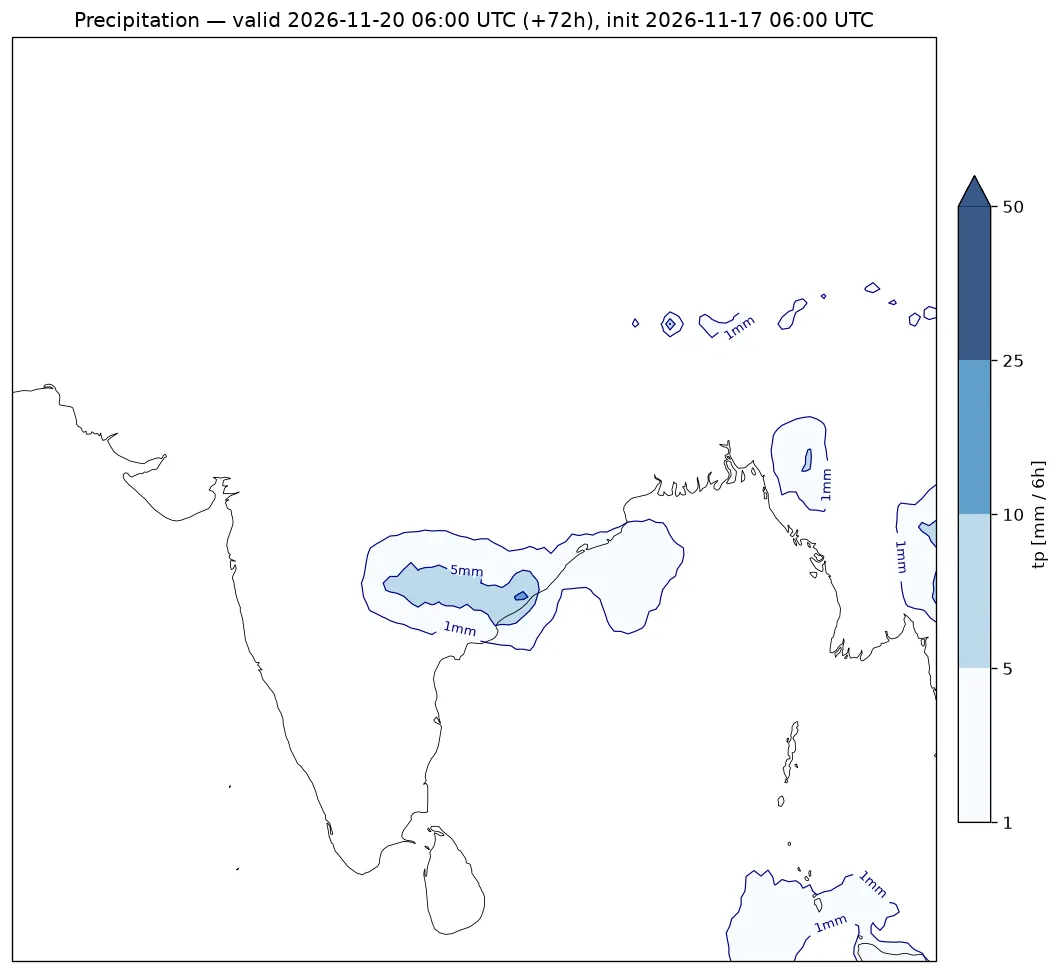 Precipitation — valid 2026-11-20 06:00 UTC (+72h), init 2026-11-17 06:00 UTC
50
25
10
5
1
tp [mm / 6h]
1mm
1mm
1mm
5mm
1mm
1mm
1mm